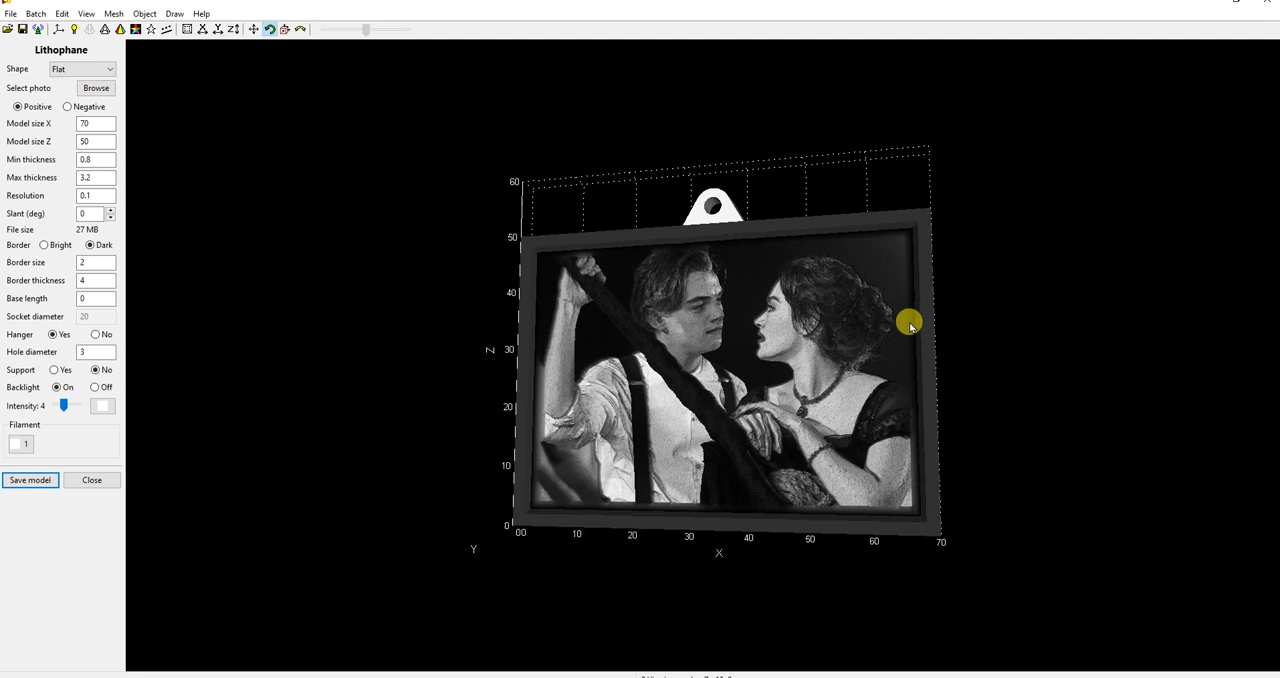 File Batch Edit View Mesh Object Draw Help
Lithophane
Shape Flat
Select photo Browse
Positive Negative
Model size X 70
Model size Z 50
Min thickness 0.8
Max thickness 3.2
Resolution 0.1
Slant (deg) 0
File size 27 MB
Border Bright Dark
Border size 2
Border thickness 4
Base length 0
Socket diameter 20
Hanger Yes No
Hole diameter 3
Support Yes No
Backlight On Off
Intensity: 4
Filament
1
Save model Close
60
50
40
Z 30
20
10
0
00 10 20 30 40 50 60 70
Y X